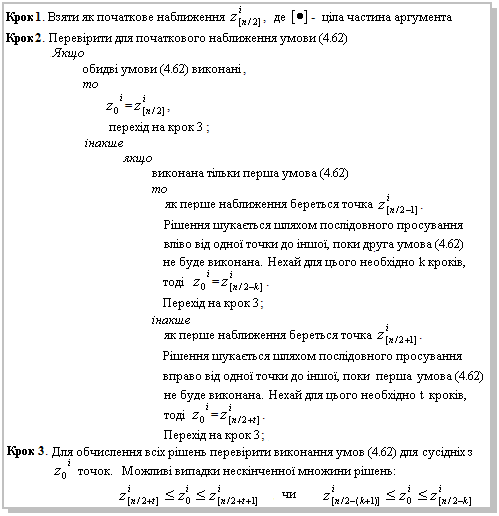 Крок 1. Взяти як початкове наближення z^i_[n/2], де [●] - ціла частина аргумента
Крок 2. Перевірити для початкового наближення умови (4.62)
Якщо
обидві умови (4.62) виконані,
то
z_0^i = z^i_[n/2],
перехід на крок 3;
інакше
якщо
виконана тільки перша умова (4.62)
то
як перше наближення береться точка z^i_[n/2-1].
Рішення шукається шляхом послідовного просування
вліво від одної точки до іншої, поки друга умова (4.62)
не буде виконана. Нехай для цього необхідно k кроків,
тоді z_0^i = z^i_[n/2-k].
Перехід на крок 3;
інакше
як перше наближення береться точка z^i_[n/2+1].
Рішення шукається шляхом послідовного просування
вправо від одної точки до іншої, поки перша умова (4.62)
не буде виконана. Нехай для цього необхідно t кроків,
тоді z_0^i = z^i_[n/2+t].
Перехід на крок 3;
Крок 3. Для обчислення всіх рішень перевірити виконання умов (4.62) для сусідніх з
z_0^i точок. Можливі випадки нескінченної множини рішень:
z^i_[n/2+t] ≤ z_0^i ≤ z^i_[n/2+t+1] чи z^i_[n/2-(k+1)] ≤ z_0^i ≤ z^i_[n/2-k]